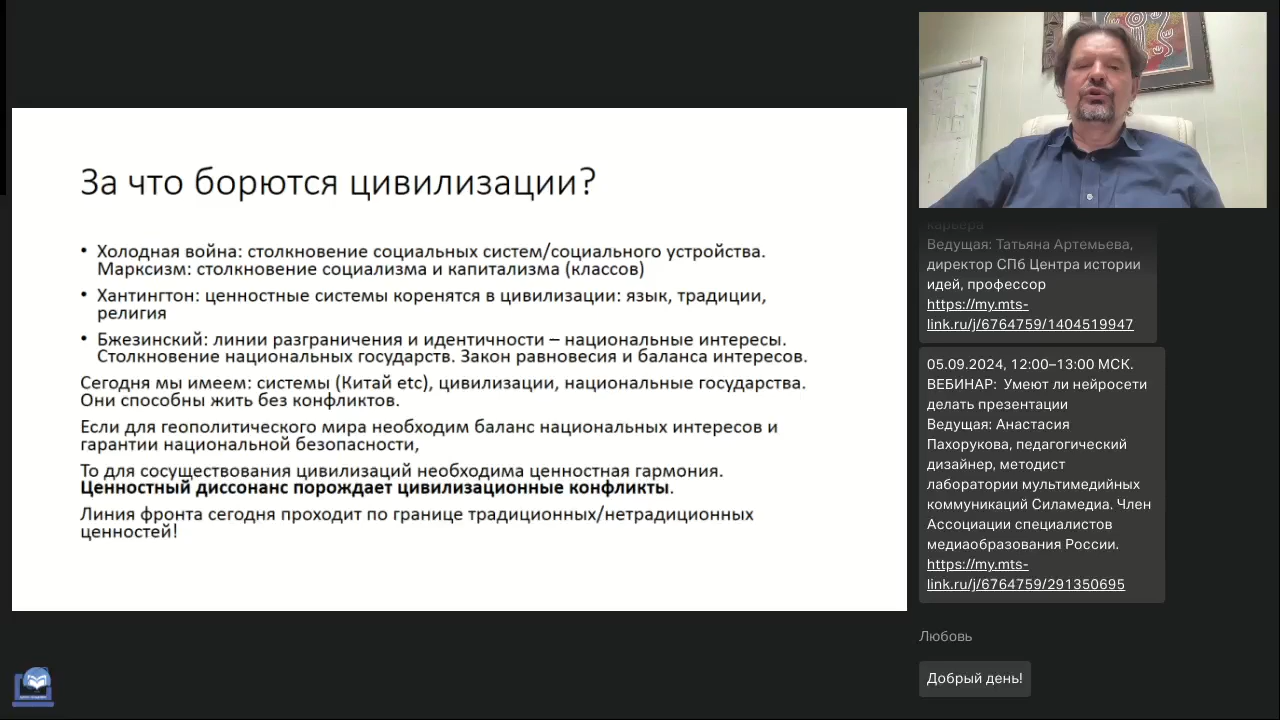 За что борются цивилизации?
• Холодная война: столкновение социальных систем/социального устройства.
Марксизм: столкновение социализма и капитализма (классов)
• Хантингтон: ценностные системы коренятся в цивилизации: язык, традиции,
религия
• Бжезинский: линии разграничения и идентичности – национальные интересы.
Столкновение национальных государств. Закон равновесия и баланса интересов.
Сегодня мы имеем: системы (Китай etc), цивилизации, национальные государства.
Они способны жить без конфликтов.
Если для геополитического мира необходим баланс национальных интересов и
гарантии национальной безопасности,
То для сосуществования цивилизаций необходима ценностная гармония.
Ценностный диссонанс порождает цивилизационные конфликты.
Линия фронта сегодня проходит по границе традиционных/нетрадиционных
ценностей!
карьера
Ведущая: Татьяна Артемьева,
директор СПб Центра истории
идей, профессор
https://my.mts-
link.ru/j/6764759/1404519947
05.09.2024, 12:00–13:00 МСК.
ВЕБИНАР:  Умеют ли нейросети
делать презентации
Ведущая: Анастасия
Пахорукова, педагогический
дизайнер, методист
лаборатории мультимедийных
коммуникаций Силамедиа. Член
Ассоциации специалистов
медиаобразования России.
https://my.mts-
link.ru/j/6764759/291350695
Любовь
Добрый день!